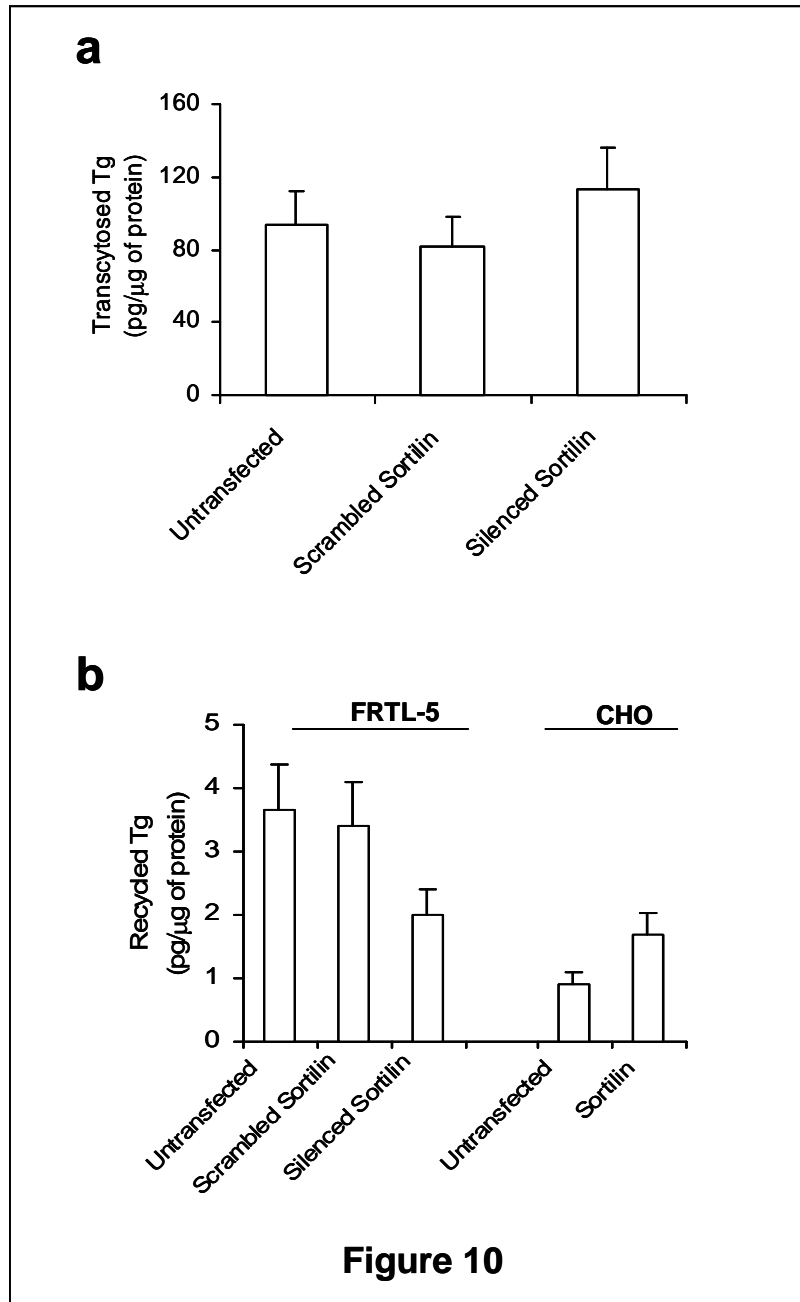 a
160
120
80
40
0
Transcytosed Tg
(pg/µg of protein)
Untransfected
Scrambled Sortilin
Silenced Sortilin
b
FRTL-5
CHO
5
4
3
2
1
0
Recycled Tg
(pg/µg of protein)
Untransfected
Scrambled Sortilin
Silenced Sortilin
Untransfected
Sortilin
Figure 10